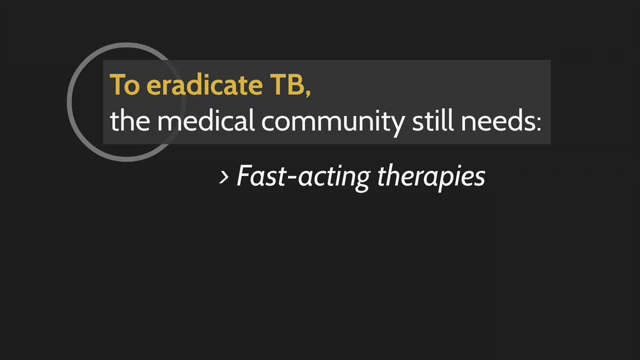 To eradicate TB,
the medical community still needs:
> Fast-acting therapies